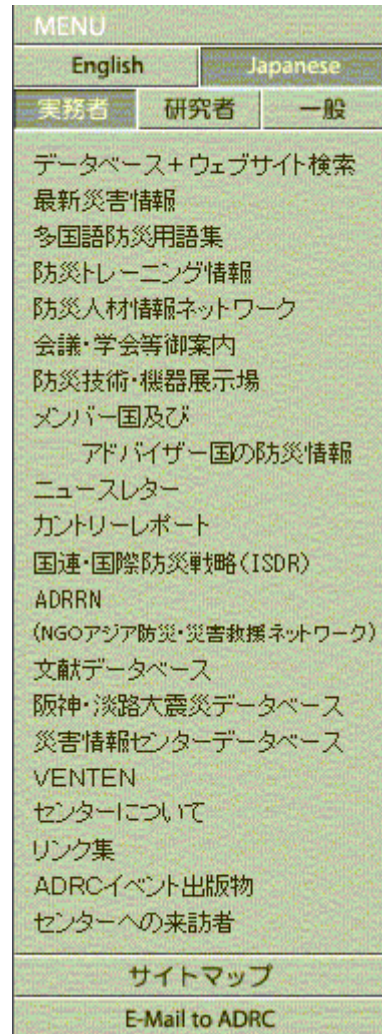 MENU
English Japanese
実務者 研究者 一般
データベース+ウェブサイト検索
最新災害情報
多国語防災用語集
防災トレーニング情報
防災人材情報ネットワーク
会議・学会等御案内
防災技術・機器展示場
メンバー国及び
アドバイザー国の防災情報
ニュースレター
カントリーレポート
国連・国際防災戦略(ISDR)
ADRRN
(NGOアジア防災・災害救援ネットワーク)
文献データベース
阪神・淡路大震災データベース
災害情報センターデータベース
VENTEN
センターについて
リンク集
ADRCイベント出版物
センターへの来訪者
サイトマップ
E-Mail to ADRC